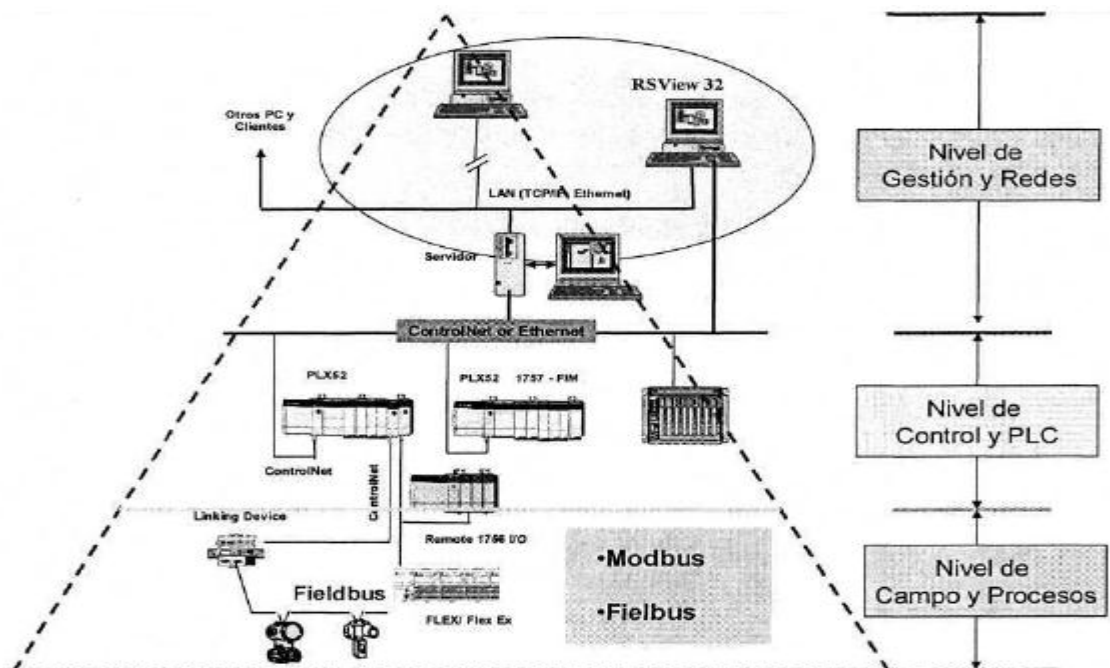 RSView 32
Otros PC y
Clientes
Nivel de
Gestión y Redes
LAN (TCP/IP, Ethernet)
Servidor
ControlNet or Ethernet
PLX52
PLX52 1757 - FIM
Nivel de
Control y PLC
ControlNet
ControlNet
Linking Device
Remote 1756 I/O
•Modbus
Fieldbus
•Fielbus
Nivel de
Campo y Procesos
FLEX/ Flex Ex